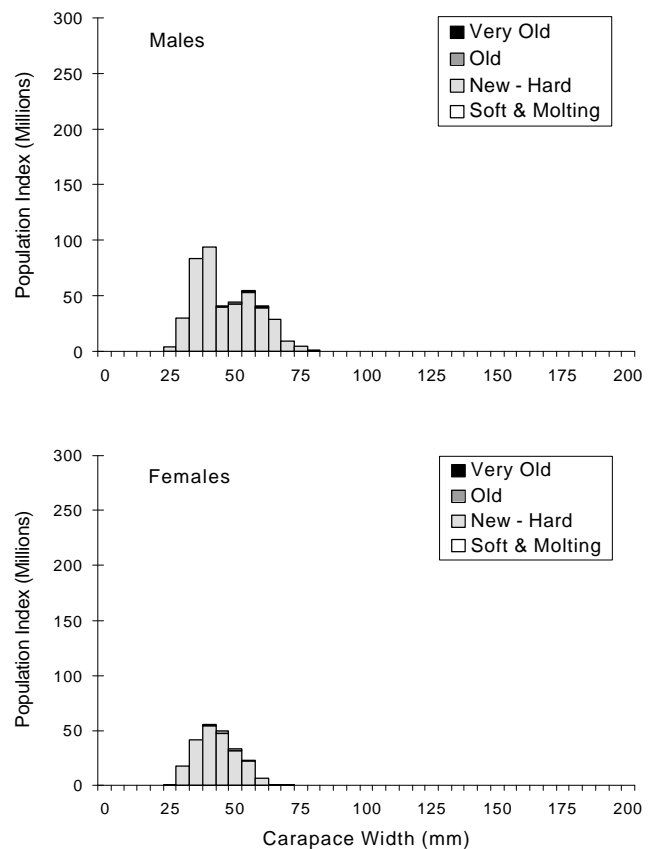 Males
Very Old
Old
New - Hard
Soft & Molting
Population Index (Millions)
300
250
200
150
100
50
0
0 25 50 75 100 125 150 175 200
Females
Very Old
Old
New - Hard
Soft & Molting
Population Index (Millions)
300
250
200
150
100
50
0
0 25 50 75 100 125 150 175 200
Carapace Width (mm)